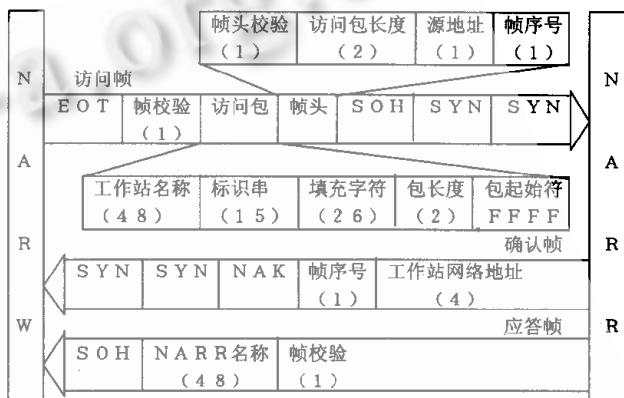 帧头校验 访问包长度 源地址 帧序号
(1) (2) (1) (1)
N 访问帧 N
EOT 帧校验 访问包 帧头 SOH SYN SYN
(1)
A A
工作站名称 标识串 填充字符 包长度 包起始符
(48) (15) (26) (2) FFFF
确认帧
R R
SYN SYN NAK 帧序号 工作站网络地址
(1) (4)
应答帧
W R
SOH NARR名称 帧校验
(48) (1)